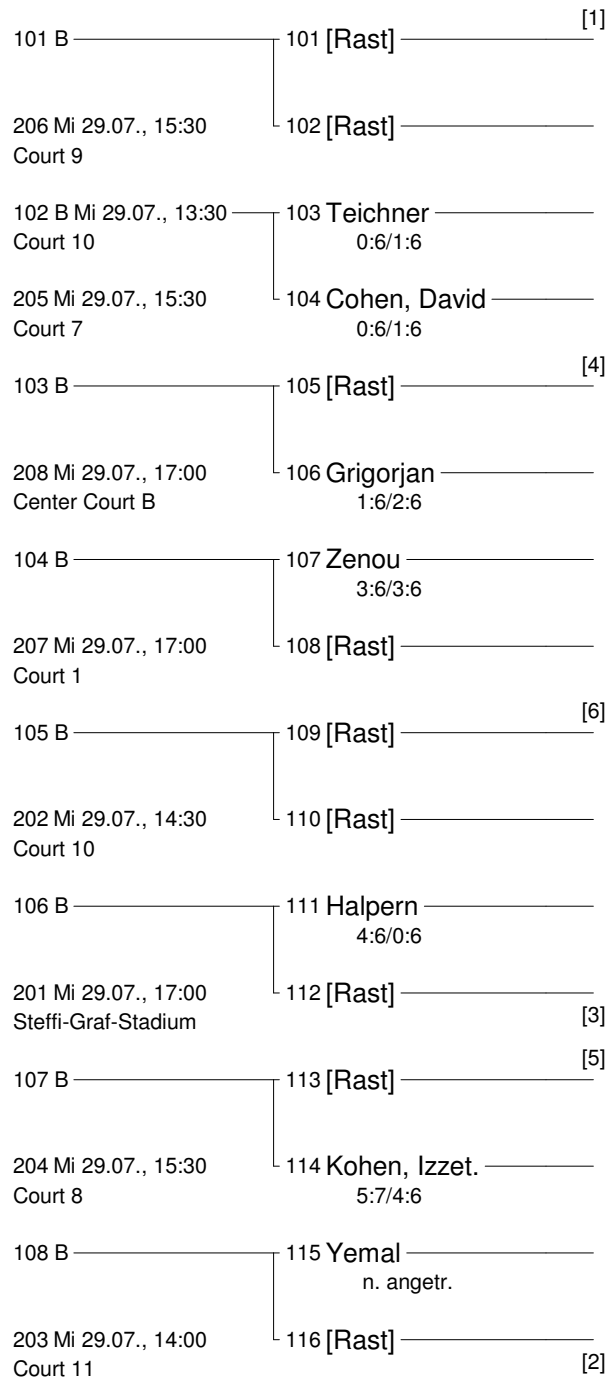 [1]
101 B 101 [Rast]
206 Mi 29.07., 15:30 102 [Rast]
Court 9
102 B Mi 29.07., 13:30 103 Teichner
Court 10 0:6/1:6
205 Mi 29.07., 15:30 104 Cohen, David
Court 7 0:6/1:6
[4]
103 B 105 [Rast]
208 Mi 29.07., 17:00 106 Grigorjan
Center Court B 1:6/2:6
104 B 107 Zenou
3:6/3:6
207 Mi 29.07., 17:00 108 [Rast]
Court 1
[6]
105 B 109 [Rast]
202 Mi 29.07., 14:30 110 [Rast]
Court 10
106 B 111 Halpern
4:6/0:6
201 Mi 29.07., 17:00 112 [Rast]
Steffi-Graf-Stadium [3]
[5]
107 B 113 [Rast]
204 Mi 29.07., 15:30 114 Kohen, Izzet.
Court 8 5:7/4:6
108 B 115 Yemal
n. angetr.
203 Mi 29.07., 14:00 116 [Rast]
Court 11 [2]